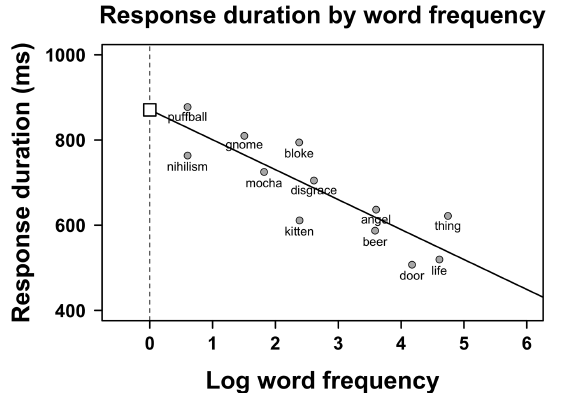 Response duration by word frequency
Response duration (ms)
1000
800
600
400
puffball
gnome
bloke
nihilism
mocha
disgrace
kitten
angel
thing
beer
door
life
0 1 2 3 4 5 6
Log word frequency